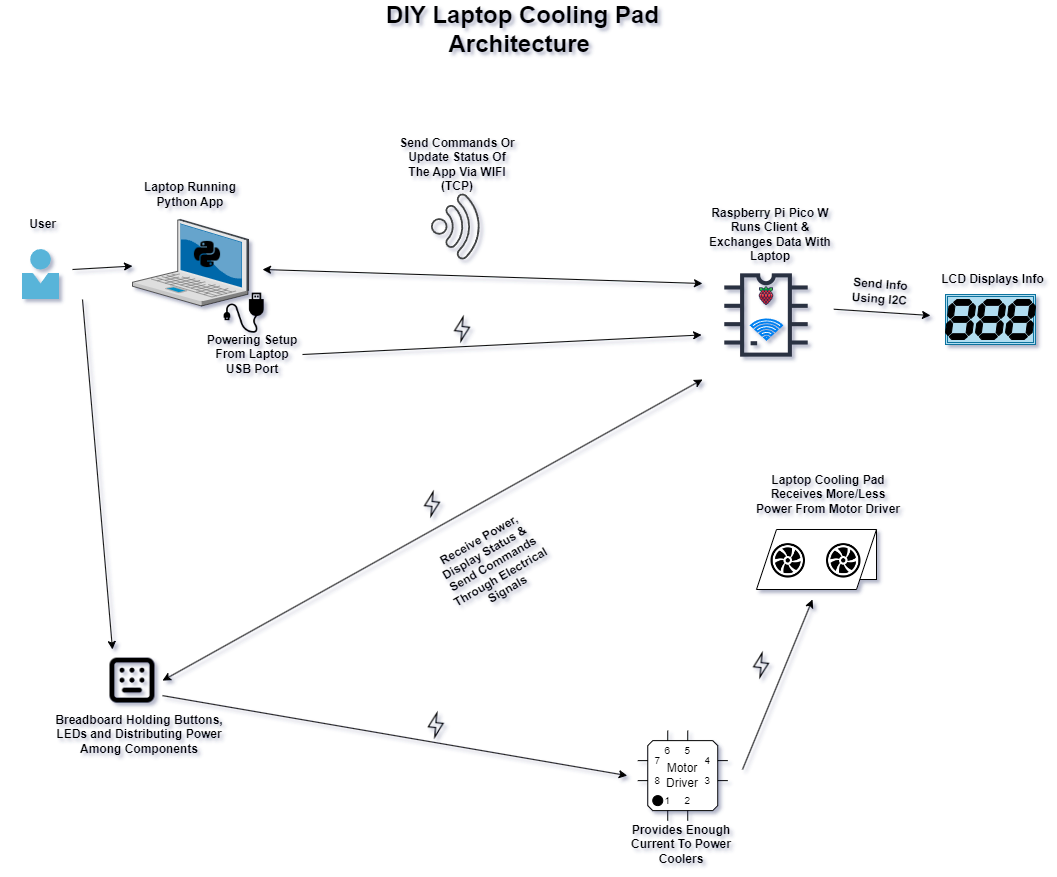 DIY Laptop Cooling Pad
Architecture
Send Commands Or
Update Status Of
The App Via WIFI
(TCP)
Laptop Running
Python App
User
Raspberry Pi Pico W
Runs Client &
Exchanges Data With
Laptop
Send Info
Using I2C
LCD Displays Info
888
Powering Setup
From Laptop
USB Port
Laptop Cooling Pad
Receives More/Less
Power From Motor Driver
Receive Power,
Display Status &
Send Commands
Through Electrical
Signals
Breadboard Holding Buttons,
LEDs and Distributing Power
Among Components
6 5
7 4
Motor
Driver
8 3
1 2
Provides Enough
Current To Power
Coolers